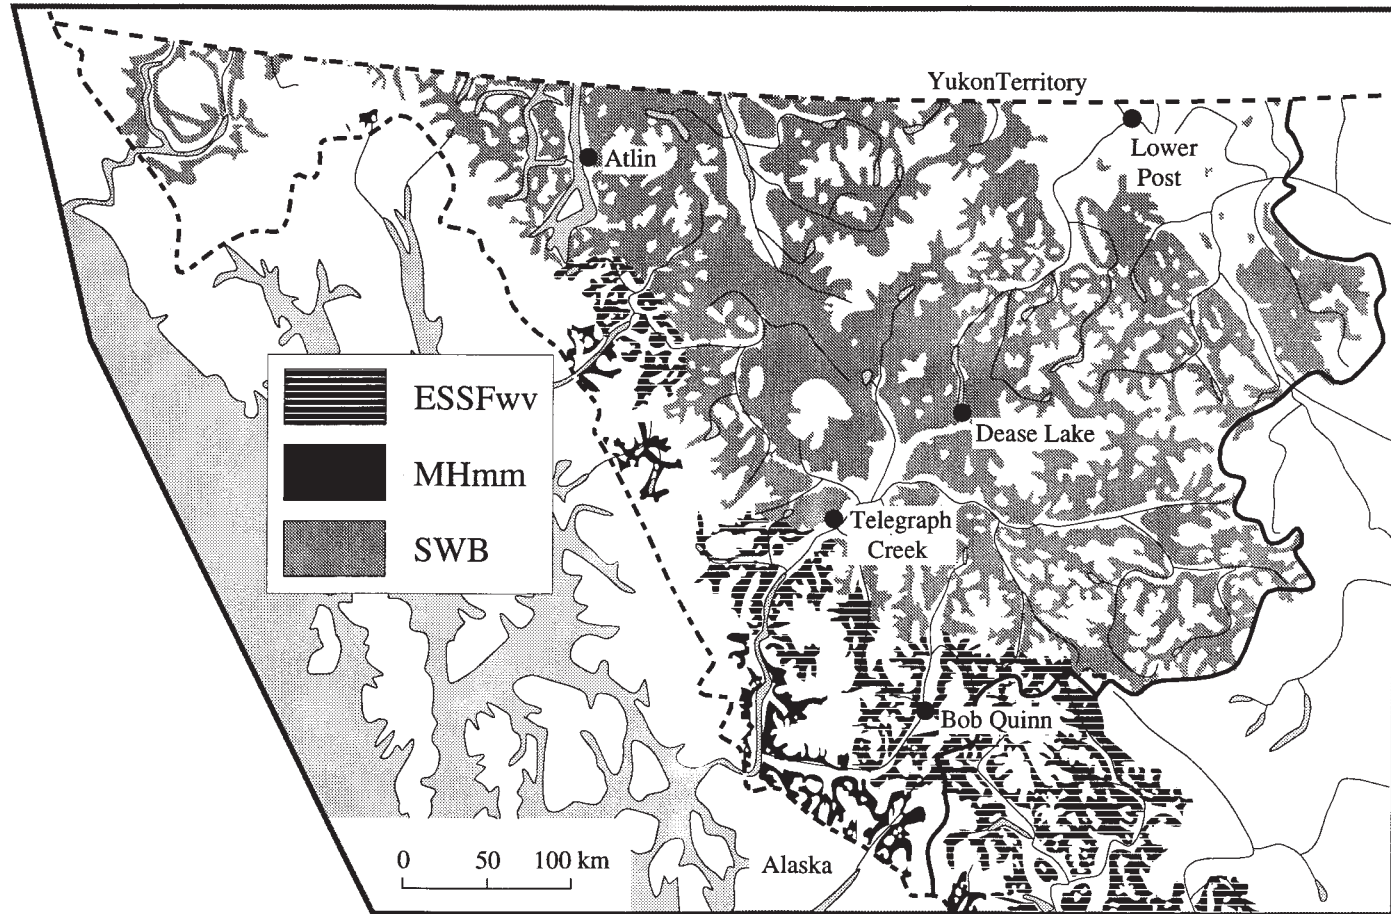 YukonTerritory
Atlin
Lower
Post
ESSFwv
MHmm
SWB
Dease Lake
Telegraph
Creek
Bob Quinn
0 50 100 km
Alaska